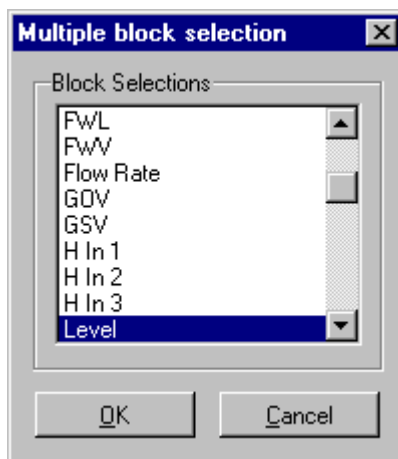 Multiple block selection
Block Selections
FWL
FWV
Flow Rate
GOV
GSV
H In 1
H In 2
H In 3
Level
OK
Cancel